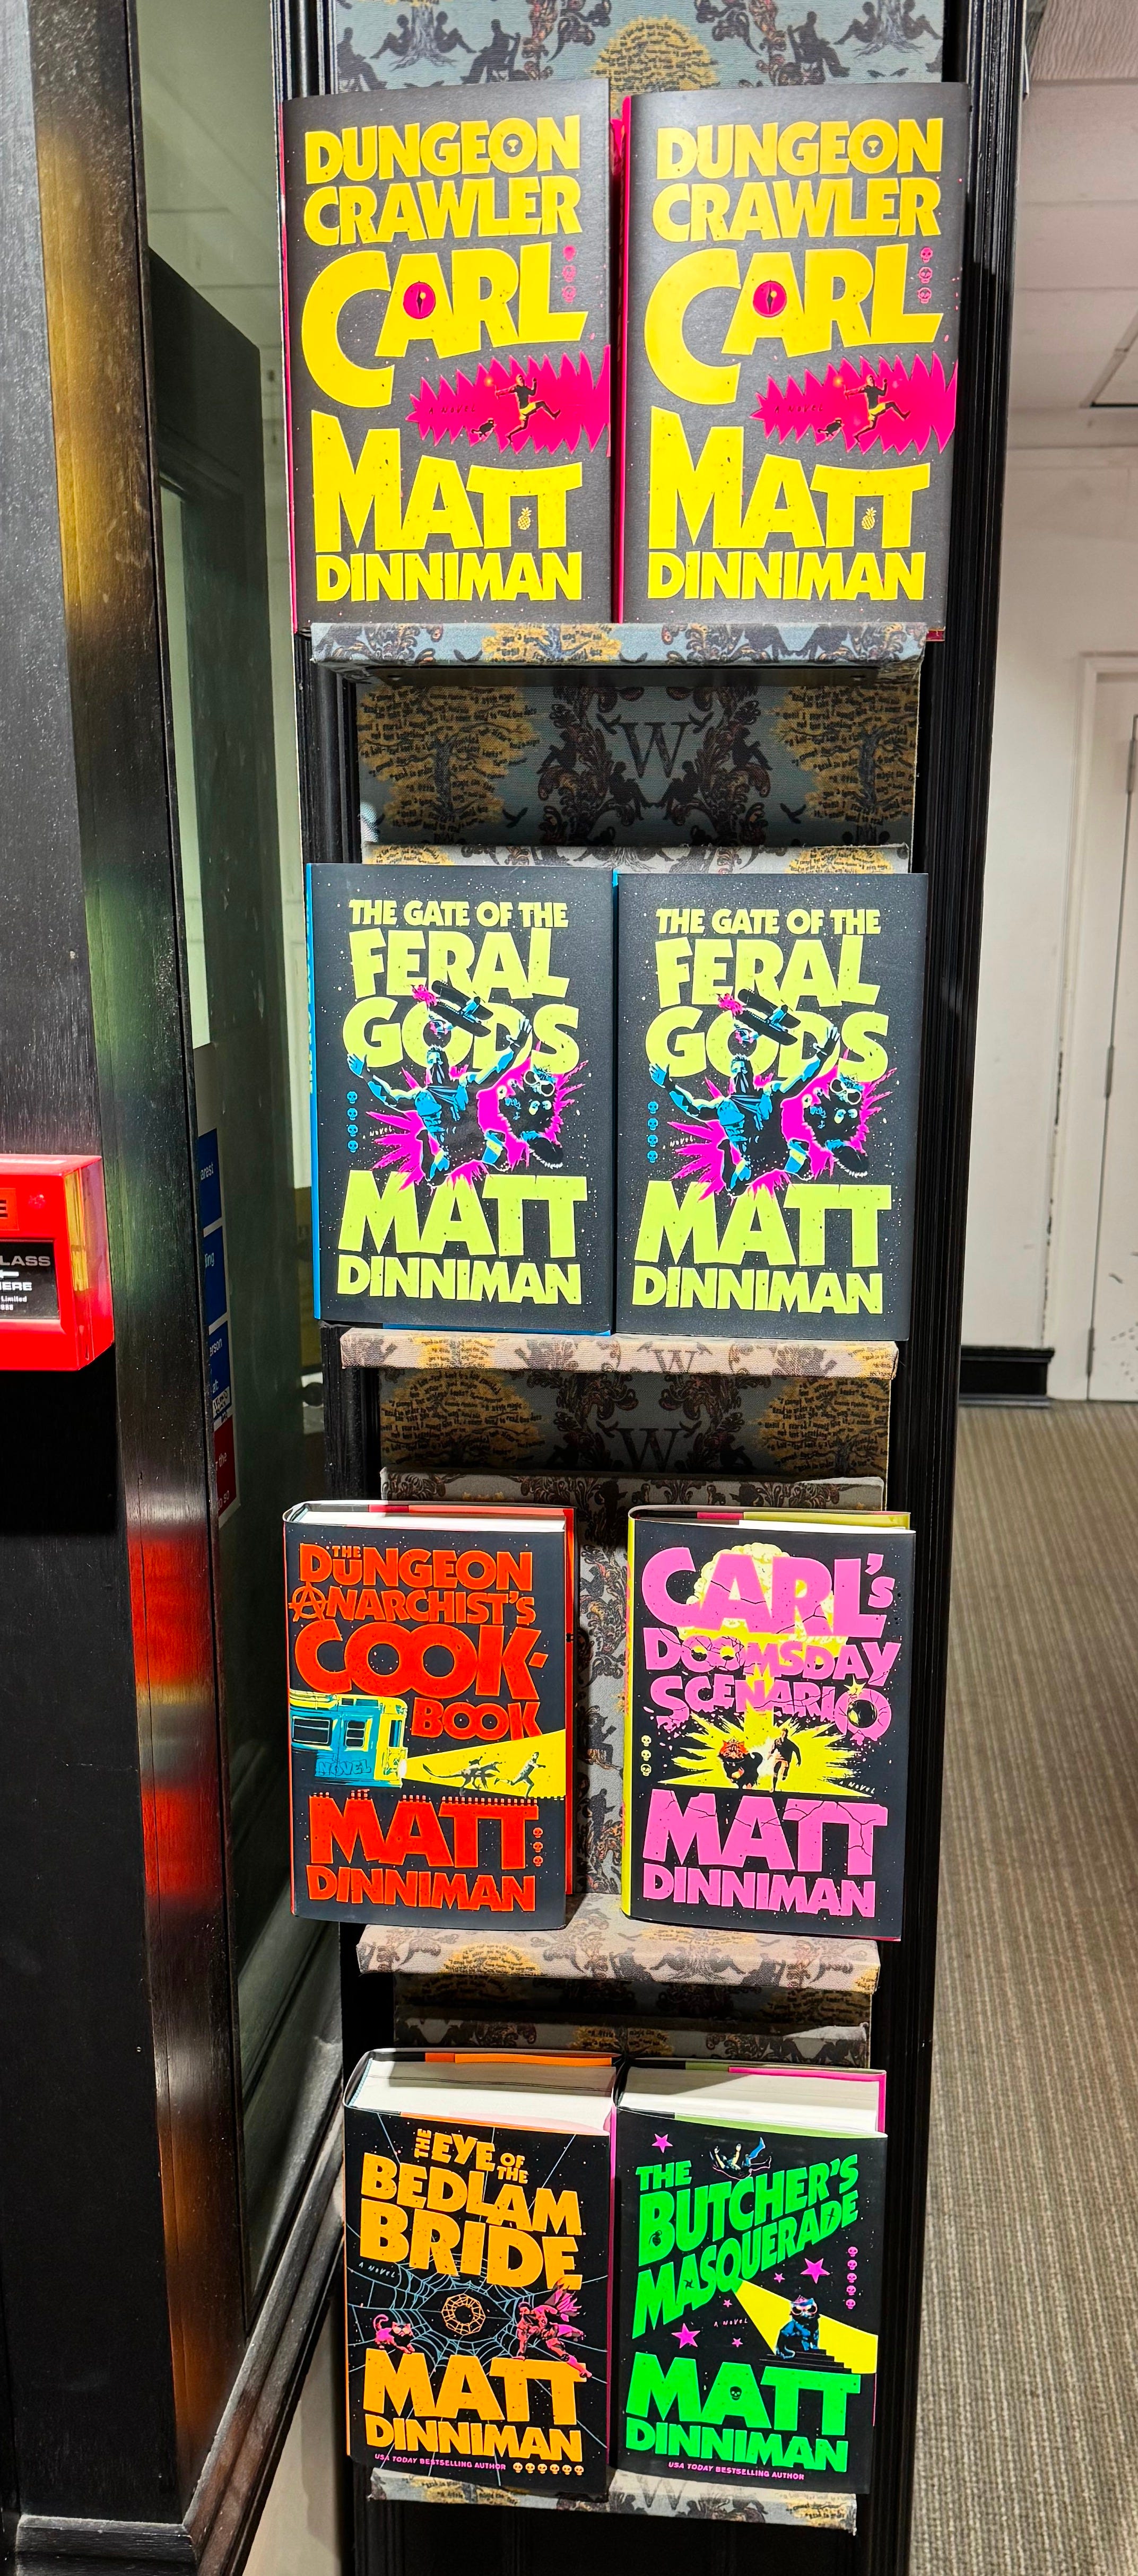 DUNGEON
CRAWLER
CARL
A NOVEL
MATT
DINNIMAN
DUNGEON
CRAWLER
CARL
A NOVEL
MATT
DINNIMAN
W
THE GATE OF THE
FERAL
GODS
A NOVEL
MATT
DINNIMAN
THE GATE OF THE
FERAL
GODS
A NOVEL
MATT
DINNIMAN
LASS
HERE
Limited
W
W
THE
DUNGEON
ANARCHIST'S
COOK-
BOOK
A NOVEL
MATT
DINNIMAN
CARL'S
DOOMSDAY
SCENARIO
A NOVEL
MATT
DINNIMAN
THE EYE OF THE
BEDLAM
BRIDE
A NOVEL
MATT
DINNIMAN
USA TODAY BESTSELLING AUTHOR
THE
BUTCHER'S
MASQUERADE
A NOVEL
MATT
DINNIMAN
USA TODAY BESTSELLING AUTHOR